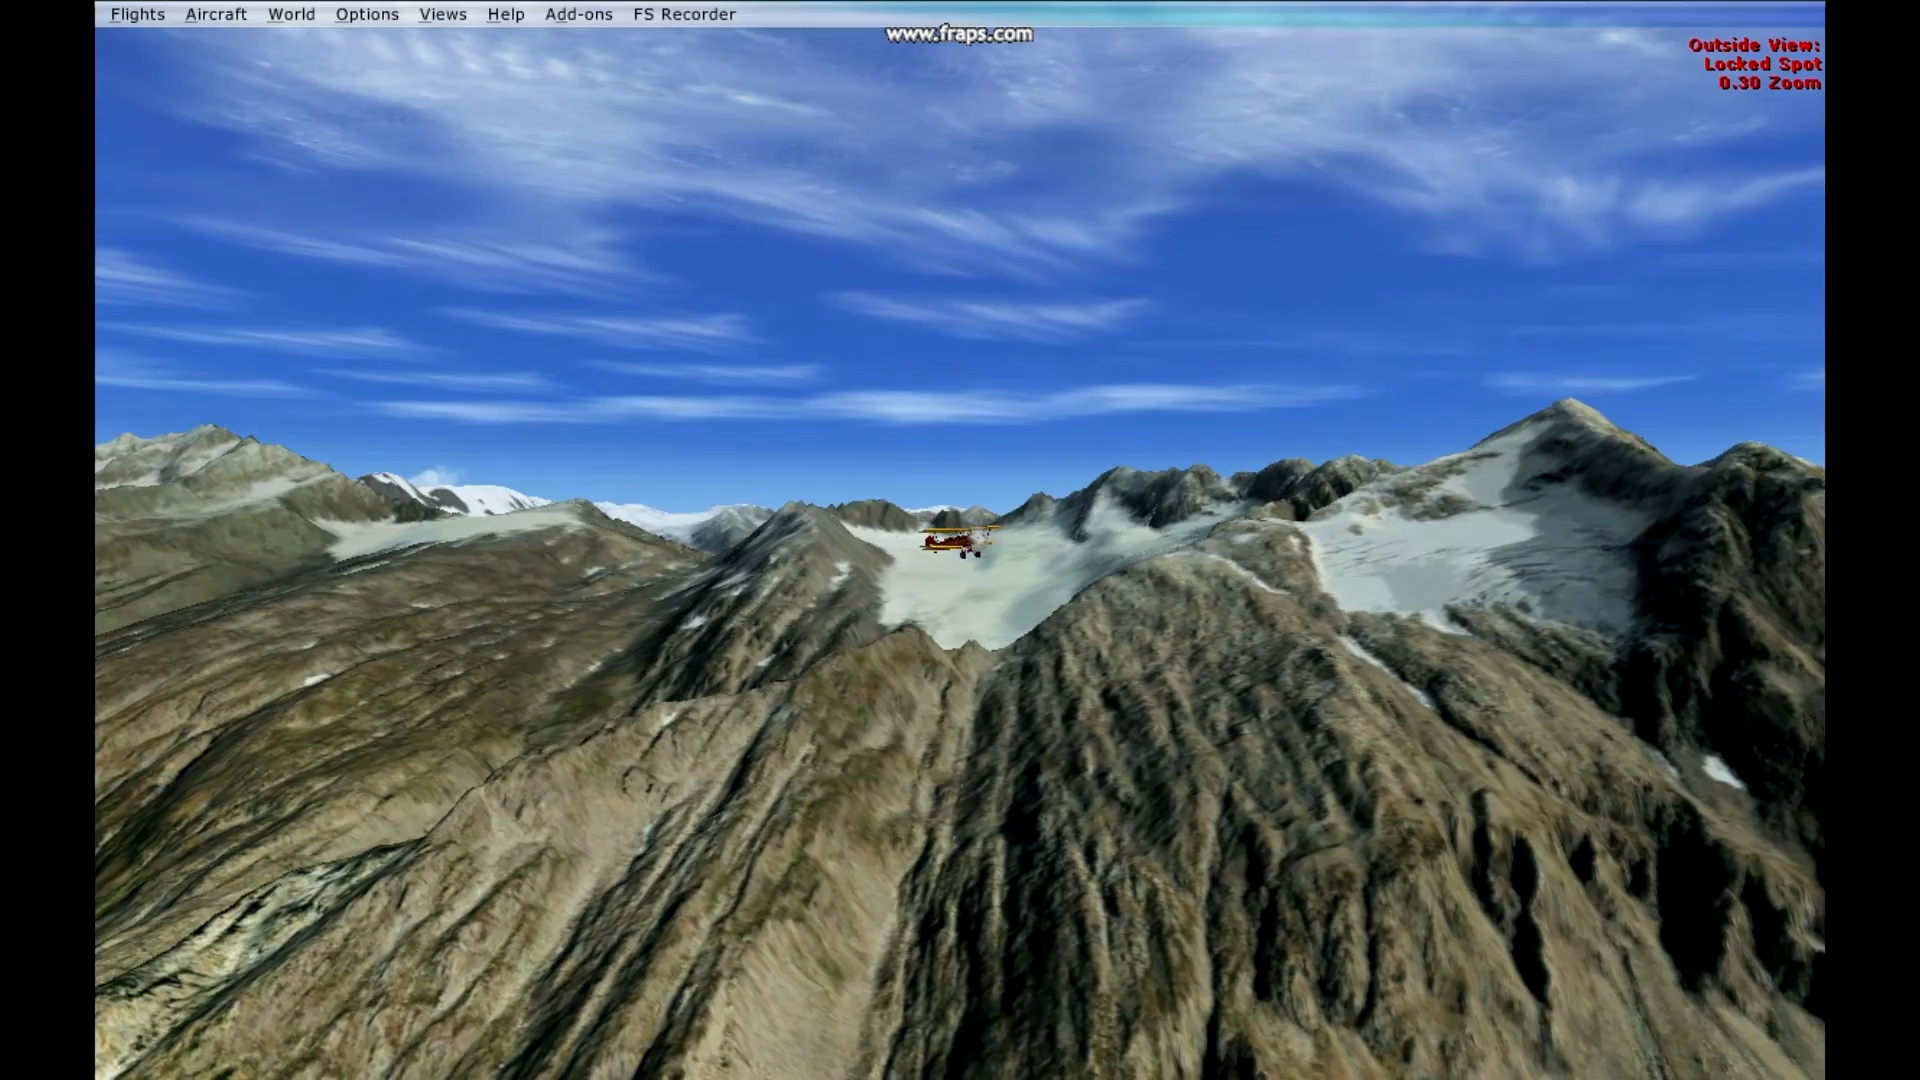 Flights Aircraft World Options Views Help Add-ons FS Recorder
www.fraps.com
Outside View:
Locked Spot
0.30 Zoom